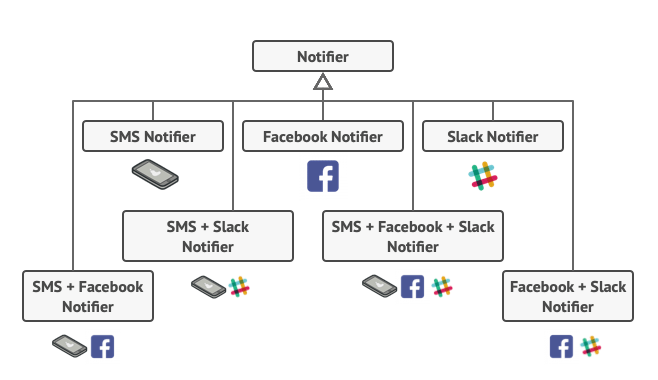 Notifier
SMS Notifier
Facebook Notifier
Slack Notifier
SMS + Slack
Notifier
SMS + Facebook + Slack
Notifier
SMS + Facebook
Notifier
Facebook + Slack
Notifier